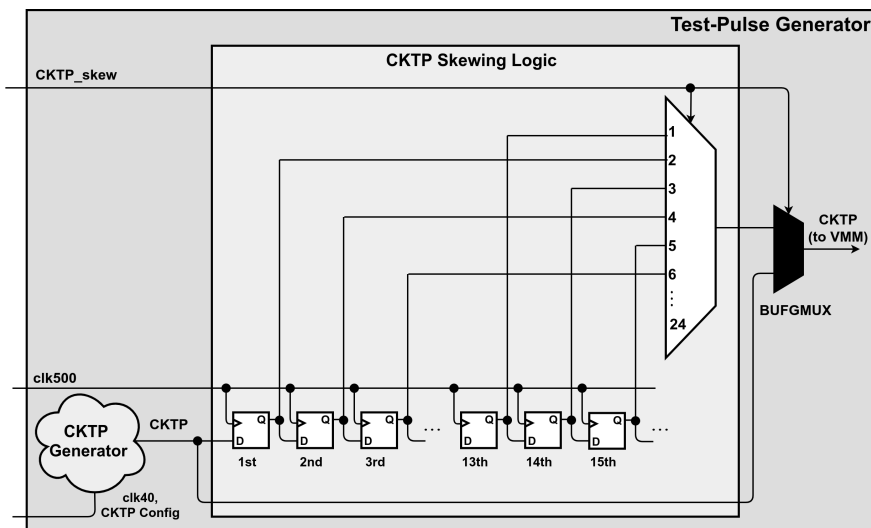 Test-Pulse Generator
CKTP Skewing Logic
CKTP_skew
1
2
3
4
5
6
24
CKTP
(to VMM)
BUFGMUX
clk500
CKTP
Generator
CKTP
Q
D
1st
Q
D
2nd
Q
D
3rd
...
Q
D
13th
Q
D
14th
Q
D
15th
...
clk40,
CKTP Config